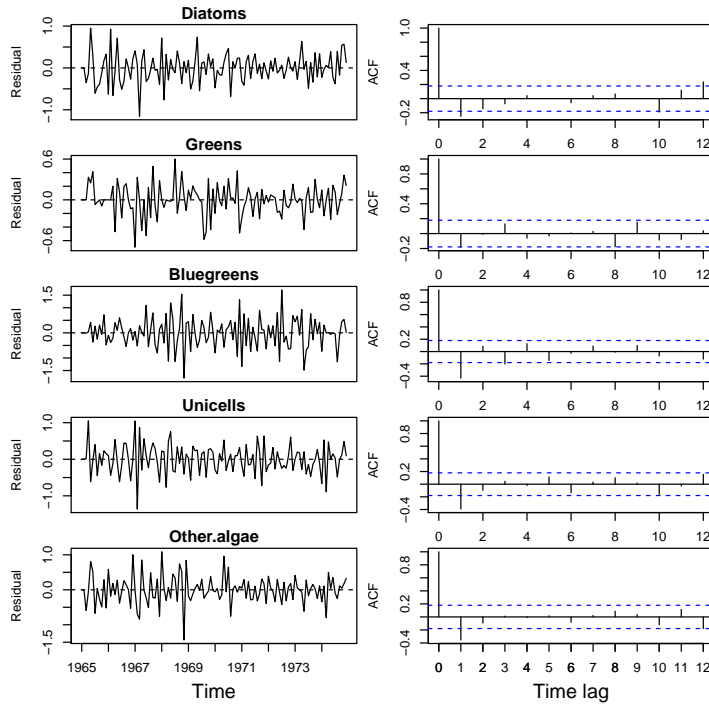 Diatoms
Residual
1.0
0.0
-1.0
ACF
1.0
0.4
-0.2
0 2 4 6 8 10 12
Greens
Residual
0.6
0.0
-0.6
ACF
0.8
0.2
-0.2
0 2 4 6 8 10 12
Bluegreens
Residual
1.5
0.0
-1.5
ACF
0.8
0.2
-0.4
0 2 4 6 8 10 12
Unicells
Residual
1.0
0.0
-1.0
ACF
0.8
0.2
-0.4
0 2 4 6 8 10 12
Other.algae
Residual
1.0
0.0
-1.5
ACF
0.8
0.2
-0.4
1965 1967 1969 1971 1973
0 1 2 3 4 5 6 7 8 9 10 11 12
Time
Time lag